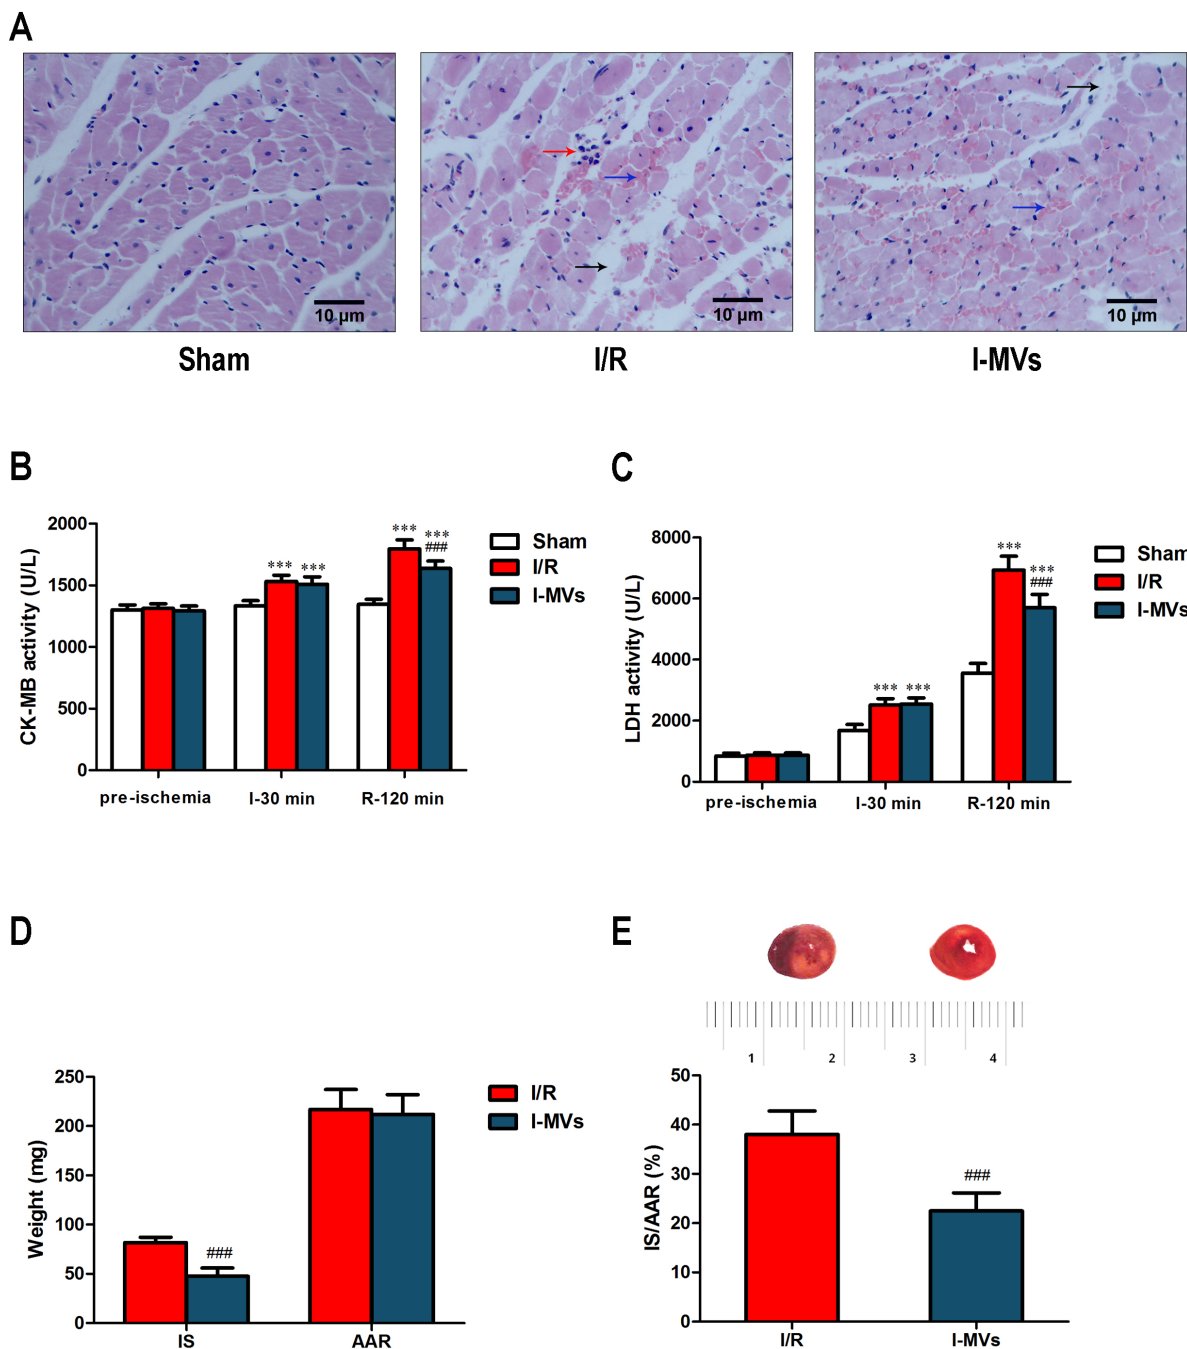 A
10 µm
10 µm
10 µm
Sham
I/R
I-MVs
B
CK-MB activity (U/L)
2000
1500
1000
500
0
*** ***
*** ***
###
pre-ischemia
I-30 min
R-120 min
Sham
I/R
I-MVs
C
LDH activity (U/L)
8000
6000
4000
2000
0
*** ***
*** ***
###
pre-ischemia
I-30 min
R-120 min
Sham
I/R
I-MVs
D
Weight (mg)
250
200
150
100
50
0
###
IS
AAR
I/R
I-MVs
E
1 2 3 4
IS/AAR (%)
50
40
30
20
10
0
###
I/R
I-MVs